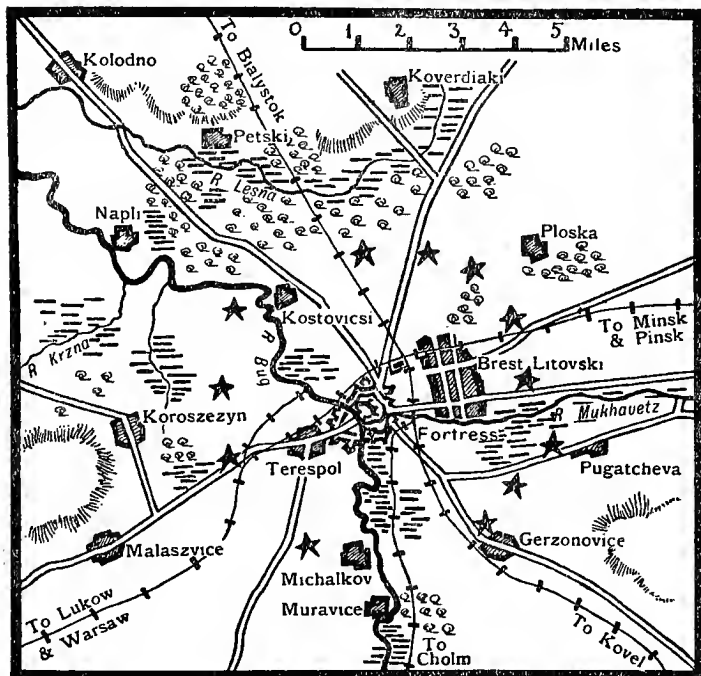 To Bialystok
0 1 2 3 4 5 Miles
Kolodno
Koverdiaki
Petski
R Lesna
Napli
Ploska
Kostovicsi
To Minsk
& Pinsk
R Krzna
R Bug
Brest Litovski
Koroszezyn
R Mukhavetz
Fortress
Terespol
Pugatcheva
Malaszvice
Gerzonovice
Michalkov
Muravice
To Lukow
& Warsaw
To
Cholm
To Kovel